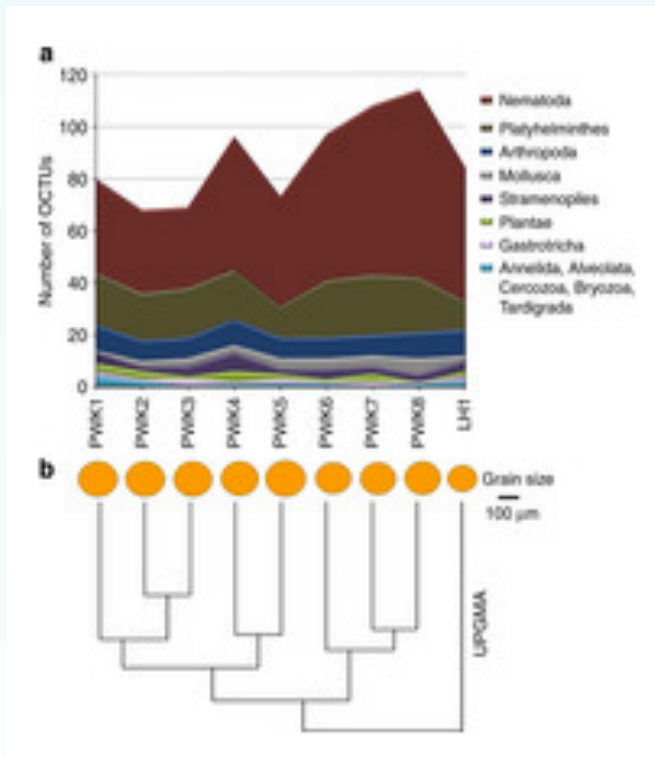 a
120
100
80
60
40
20
0
Number of OCTUs
Nematoda
Platyhelminthes
Arthropoda
Mollusca
Stramenopiles
Plantae
Gastrotricha
Annelida, Alveolata,
Cercozoa, Bryozoa,
Tardigrada
PWK1
PWK2
PWK3
PWK4
PWK5
PWK6
PWK7
PWK8
LH1
b
Grain size
100 µm
UPGMA